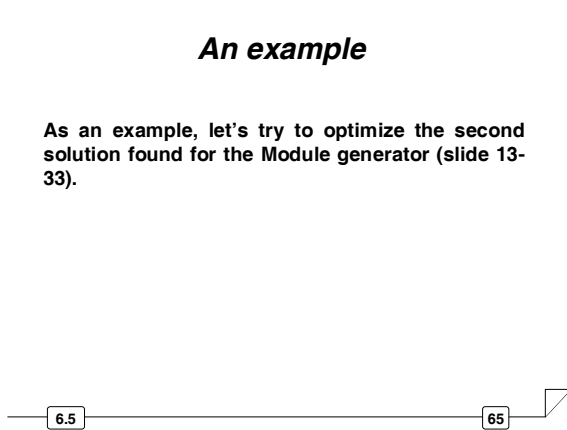 An example
As an example, let's try to optimize the second
solution found for the Module generator (slide 13-
33).
6.5
65